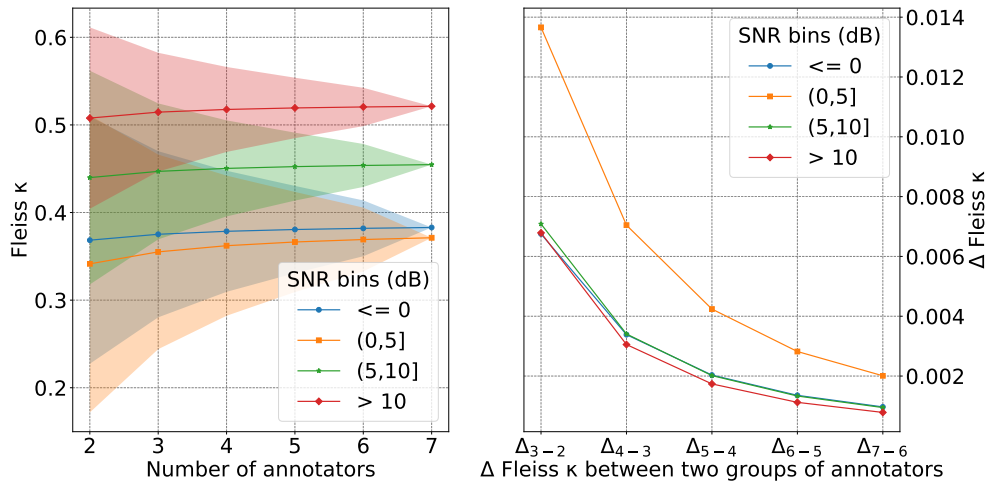 0.6
0.5
0.4
0.3
0.2
Fleiss κ
SNR bins (dB)
<= 0
(0,5]
(5,10]
> 10
2 3 4 5 6 7
Number of annotators
SNR bins (dB)
<= 0
(0,5]
(5,10]
> 10
0.014
0.012
0.010
0.008
0.006
0.004
0.002
Δ Fleiss κ
Δ3−2 Δ4−3 Δ5−4 Δ6−5 Δ7−6
Δ Fleiss κ between two groups of annotators